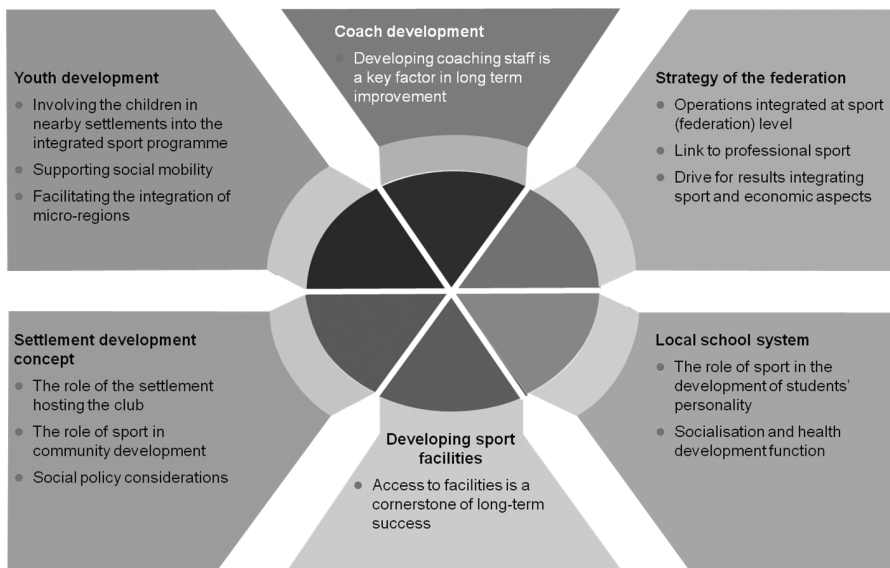 Coach development
Developing coaching staff is
a key factor in long term
improvement
Youth development
Involving the children in
nearby settlements into the
integrated sport programme
Supporting social mobility
Facilitating the integration of
micro-regions
Strategy of the federation
Operations integrated at sport
(federation) level
Link to professional sport
Drive for results integrating
sport and economic aspects
Settlement development
concept
The role of the settlement
hosting the club
The role of sport in
community development
Social policy considerations
Developing sport
facilities
Access to facilities is a
cornerstone of long-term
success
Local school system
The role of sport in the
development of students'
personality
Socialisation and health
development function